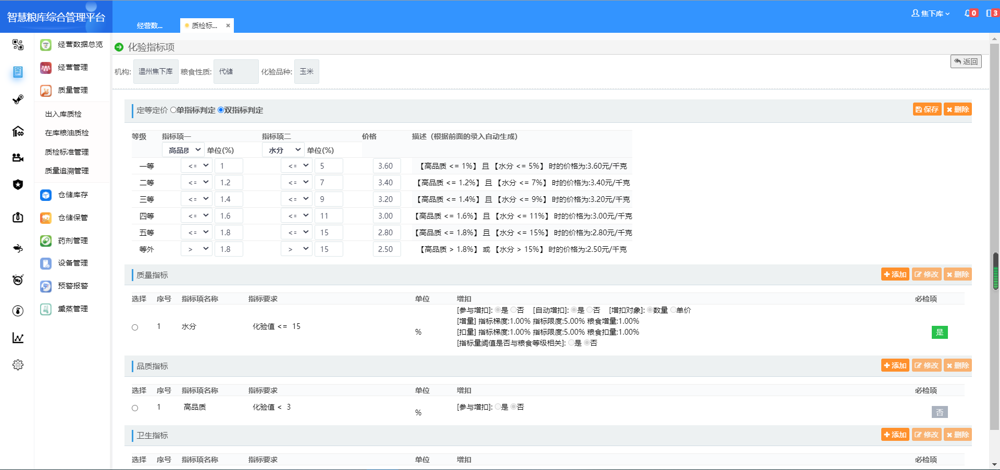 智慧粮库综合管理平台
经营数...
质检标... ×
焦下库 0 3
经营数据总览
经营管理
质量管理
出入库质检
在库粮油质检
质检标准管理
质量追溯管理
仓储库存
仓储保管
药剂管理
设备管理
预警报警
熏蒸管理
化验指标项
返回
机构: 温州焦下库 粮食性质: 代储 化验品种: 玉米
定等定价 单指标判定 双指标判定 保存 删除
等级 指标项一 指标项二 价格 描述（根据前面的录入自动生成）
高品质 单位(%) 水分 单位(%)
一等 <= 1 <= 5 3.60 【高品质 <= 1%】 且 【水分 <= 5%】 时的价格为:3.60元/千克
二等 <= 1.2 <= 7 3.40 【高品质 <= 1.2%】 且 【水分 <= 7%】 时的价格为:3.40元/千克
三等 <= 1.4 <= 9 3.20 【高品质 <= 1.4%】 且 【水分 <= 9%】 时的价格为:3.20元/千克
四等 <= 1.6 <= 11 3.00 【高品质 <= 1.6%】 且 【水分 <= 11%】 时的价格为:3.00元/千克
五等 <= 1.8 <= 15 2.80 【高品质 <= 1.8%】 且 【水分 <= 15%】 时的价格为:2.80元/千克
等外 > 1.8 > 15 2.50 【高品质 > 1.8%】 或 【水分 > 15%】 时的价格为:2.50元/千克
质量指标 添加 修改 删除
选择 序号 指标项名称 指标要求 单位 增扣 必检项
[参与增扣]: 是 否 [自动增扣]: 是 否 [增扣对象]: 数量 单价
[增量] 指标梯度:1.00% 指标限度:5.00% 粮食增量:1.00%
1 水分 化验值 <= 15 % 是
[扣量] 指标梯度:1.00% 指标限度:5.00% 粮食扣量:1.00%
[指标量阈值是否与粮食等级相关]: 是 否
品质指标 添加 修改 删除
选择 序号 指标项名称 指标要求 单位 增扣 必检项
1 高品质 化验值 < 3 % [参与增扣]: 是 否 否
卫生指标 添加 修改 删除
选择 序号 指标项名称 指标要求 单位 增扣 必检项